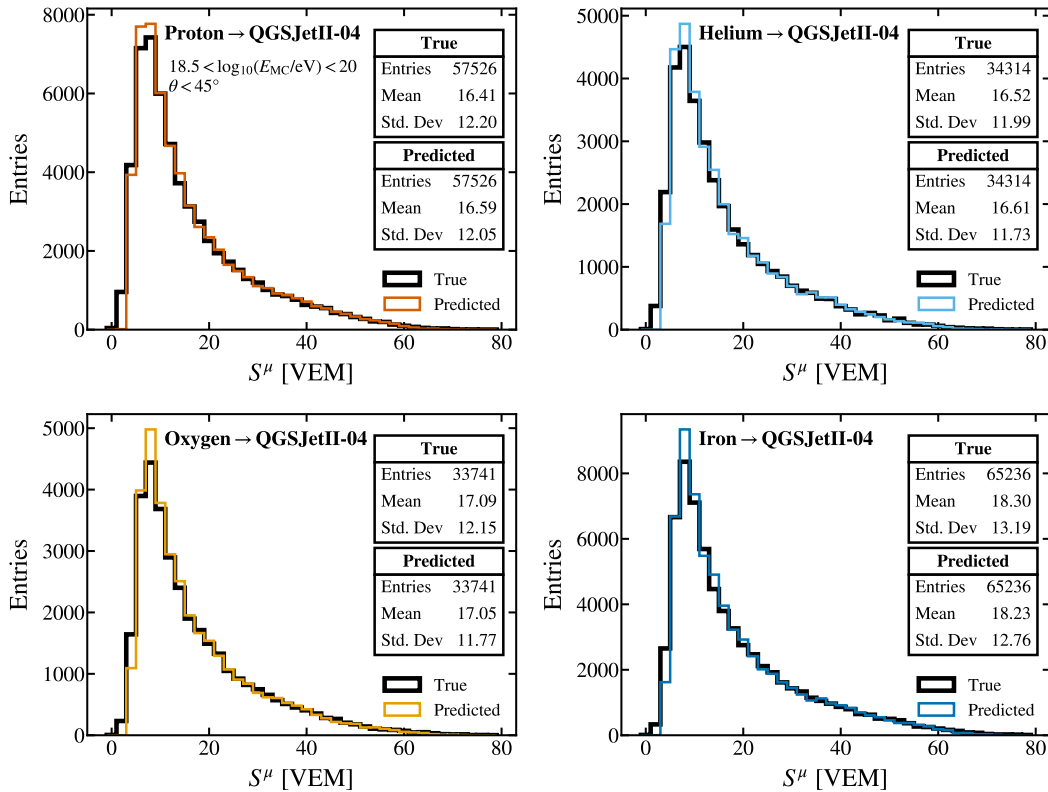 Proton → QGSJetII-04
18.5 < log₁₀(E_MC/eV) < 20
θ < 45°
True
Entries 57526
Mean 16.41
Std. Dev 12.20
Predicted
Entries 57526
Mean 16.59
Std. Dev 12.05
True
Predicted
Entries
8000
6000
4000
2000
0
0 20 40 60 80
S^μ [VEM]
Helium → QGSJetII-04
True
Entries 34314
Mean 16.52
Std. Dev 11.99
Predicted
Entries 34314
Mean 16.61
Std. Dev 11.73
True
Predicted
Entries
5000
4000
3000
2000
1000
0
0 20 40 60 80
S^μ [VEM]
Oxygen → QGSJetII-04
True
Entries 33741
Mean 17.09
Std. Dev 12.15
Predicted
Entries 33741
Mean 17.05
Std. Dev 11.77
True
Predicted
Entries
5000
4000
3000
2000
1000
0
0 20 40 60 80
S^μ [VEM]
Iron → QGSJetII-04
True
Entries 65236
Mean 18.30
Std. Dev 13.19
Predicted
Entries 65236
Mean 18.23
Std. Dev 12.76
True
Predicted
Entries
8000
6000
4000
2000
0
0 20 40 60 80
S^μ [VEM]